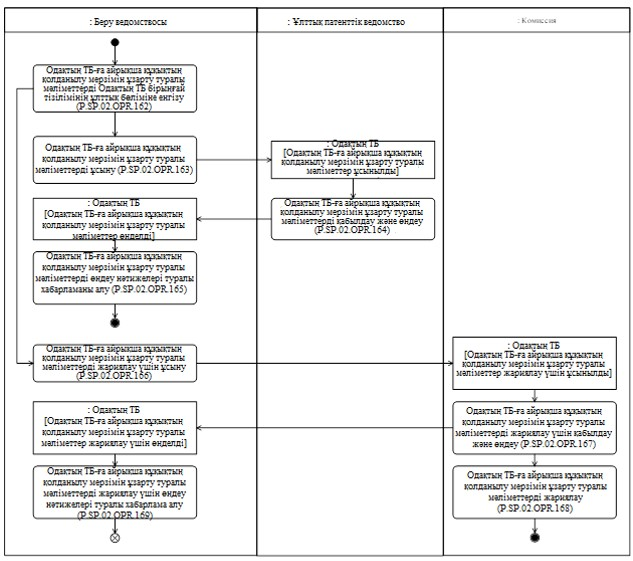 : Беру ведомствосы
: Ұлттық патенттік ведомство
: Комиссия
Одақтың ТБ-ға айрықша құқықтың
қолданылу мерзімін ұзарту туралы
мәліметтерді Одақтың ТБ бірыңғай
тізілімінің ұлттық бөліміне енгізу
(P.SP.02.OPR.162)
Одақтың ТБ-ға айрықша құқықтың
қолданылу мерзімін ұзарту туралы
мәліметтерді ұсыну (P.SP.02.OPR.163)
: Одақтың ТБ
[Одақтың ТБ-ға айрықша құқықтың
қолданылу мерзімін ұзарту туралы
мәліметтер ұсынылды]
Одақтың ТБ-ға айрықша құқықтың
қолданылу мерзімін ұзарту туралы
мәліметтерді қабылдау және өңдеу
(P.SP.02.OPR.164)
: Одақтың ТБ
[Одақтың ТБ-ға айрықша құқықтың
қолданылу мерзімін ұзарту туралы
мәліметтер өңделді]
Одақтың ТБ-ға айрықша құқықтың
қолданылу мерзімін ұзарту туралы
мәліметтерді өңдеу нәтижелері туралы
хабарламаны алу (P.SP.02.OPR.165)
Одақтың ТБ-ға айрықша құқықтың
қолданылу мерзімін ұзарту туралы
мәліметтерді жариялау үшін ұсыну
(P.SP.02.OPR.166)
: Одақтың ТБ
[Одақтың ТБ-ға айрықша құқықтың
қолданылу мерзімін ұзарту туралы
мәліметтер жариялау үшін ұсынылды]
Одақтың ТБ-ға айрықша құқықтың
қолданылу мерзімін ұзарту туралы
мәліметтерді жариялау үшін қабылдау
және өңдеу (P.SP.02.OPR.167)
: Одақтың ТБ
[Одақтың ТБ-ға айрықша құқықтың
қолданылу мерзімін ұзарту туралы
мәліметтер жариялау үшін өңделді]
Одақтың ТБ-ға айрықша құқықтың
қолданылу мерзімін ұзарту туралы
мәліметтерді жариялау
(P.SP.02.OPR.168)
Одақтың ТБ-ға айрықша құқықтың
қолданылу мерзімін ұзарту туралы
мәліметтерді жариялау үшін өңдеу
нәтижелері туралы хабарлама алу
(P.SP.02.OPR.169)